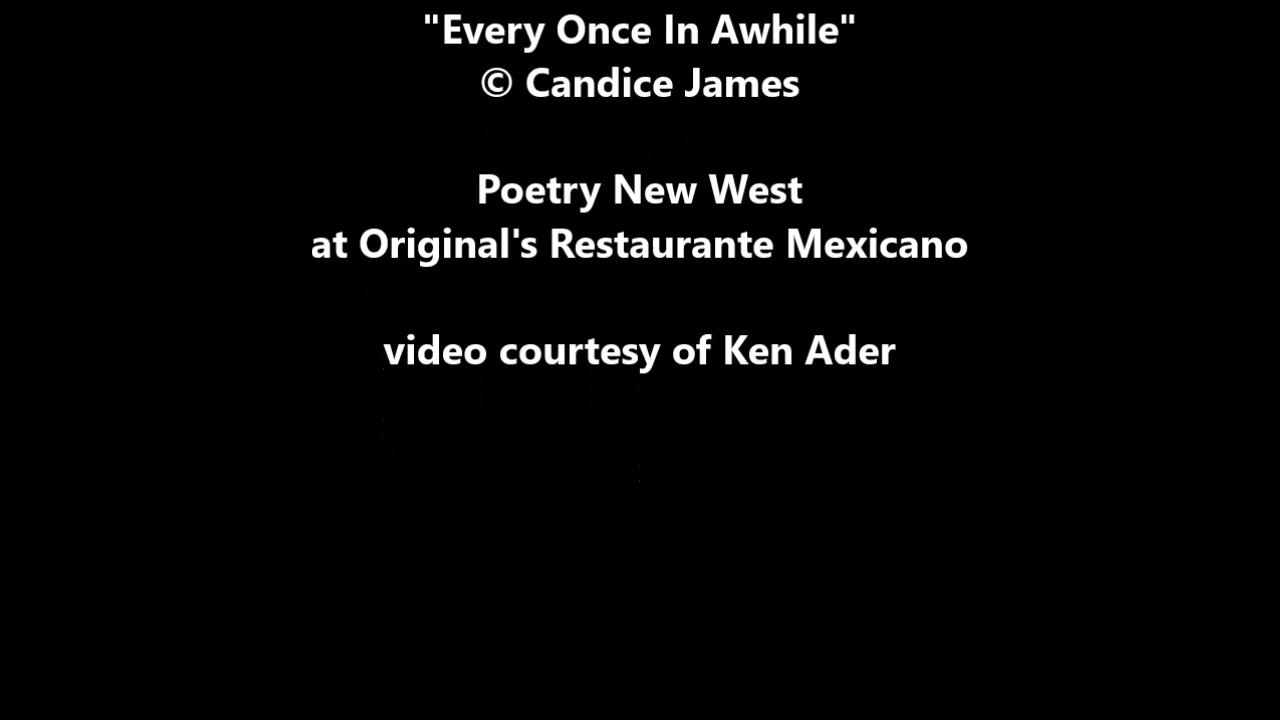 "Every Once In Awhile"
© Candice James
Poetry New West
at Original's Restaurante Mexicano
video courtesy of Ken Ader